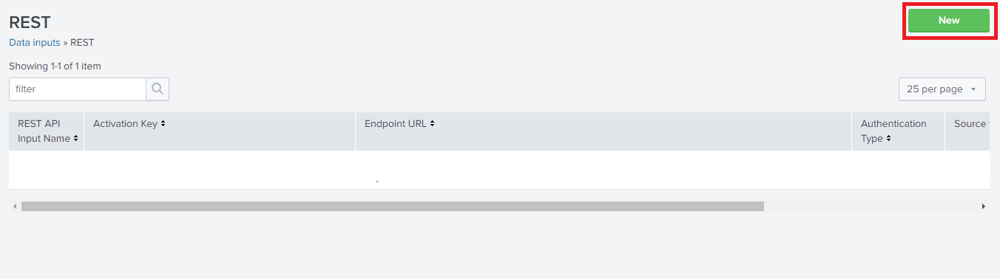 REST
New
Data inputs » REST
Showing 1-1 of 1 item
filter
25 per page
REST API
Input Name
Activation Key
Endpoint URL
Authentication
Type
Source